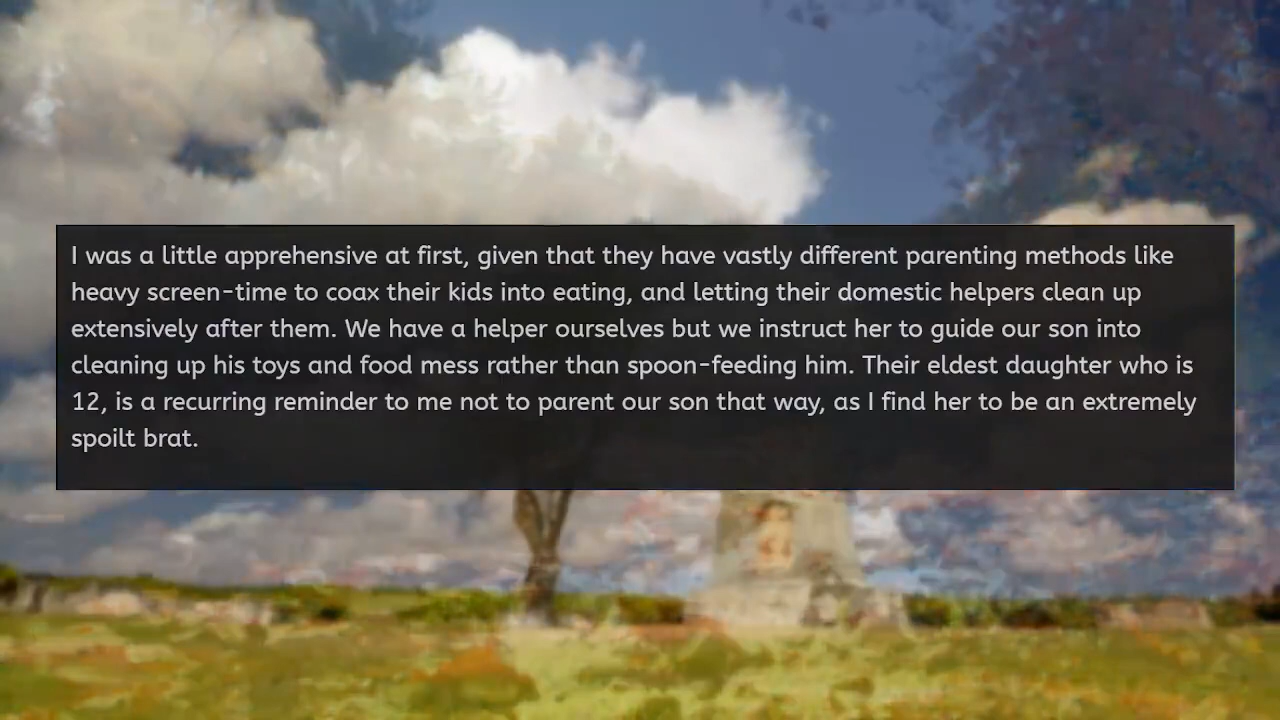 I was a little apprehensive at first, given that they have vastly different parenting methods like
heavy screen-time to coax their kids into eating, and letting their domestic helpers clean up
extensively after them. We have a helper ourselves but we instruct her to guide our son into
cleaning up his toys and food mess rather than spoon-feeding him. Their eldest daughter who is
12, is a recurring reminder to me not to parent our son that way, as I find her to be an extremely
spoilt brat.